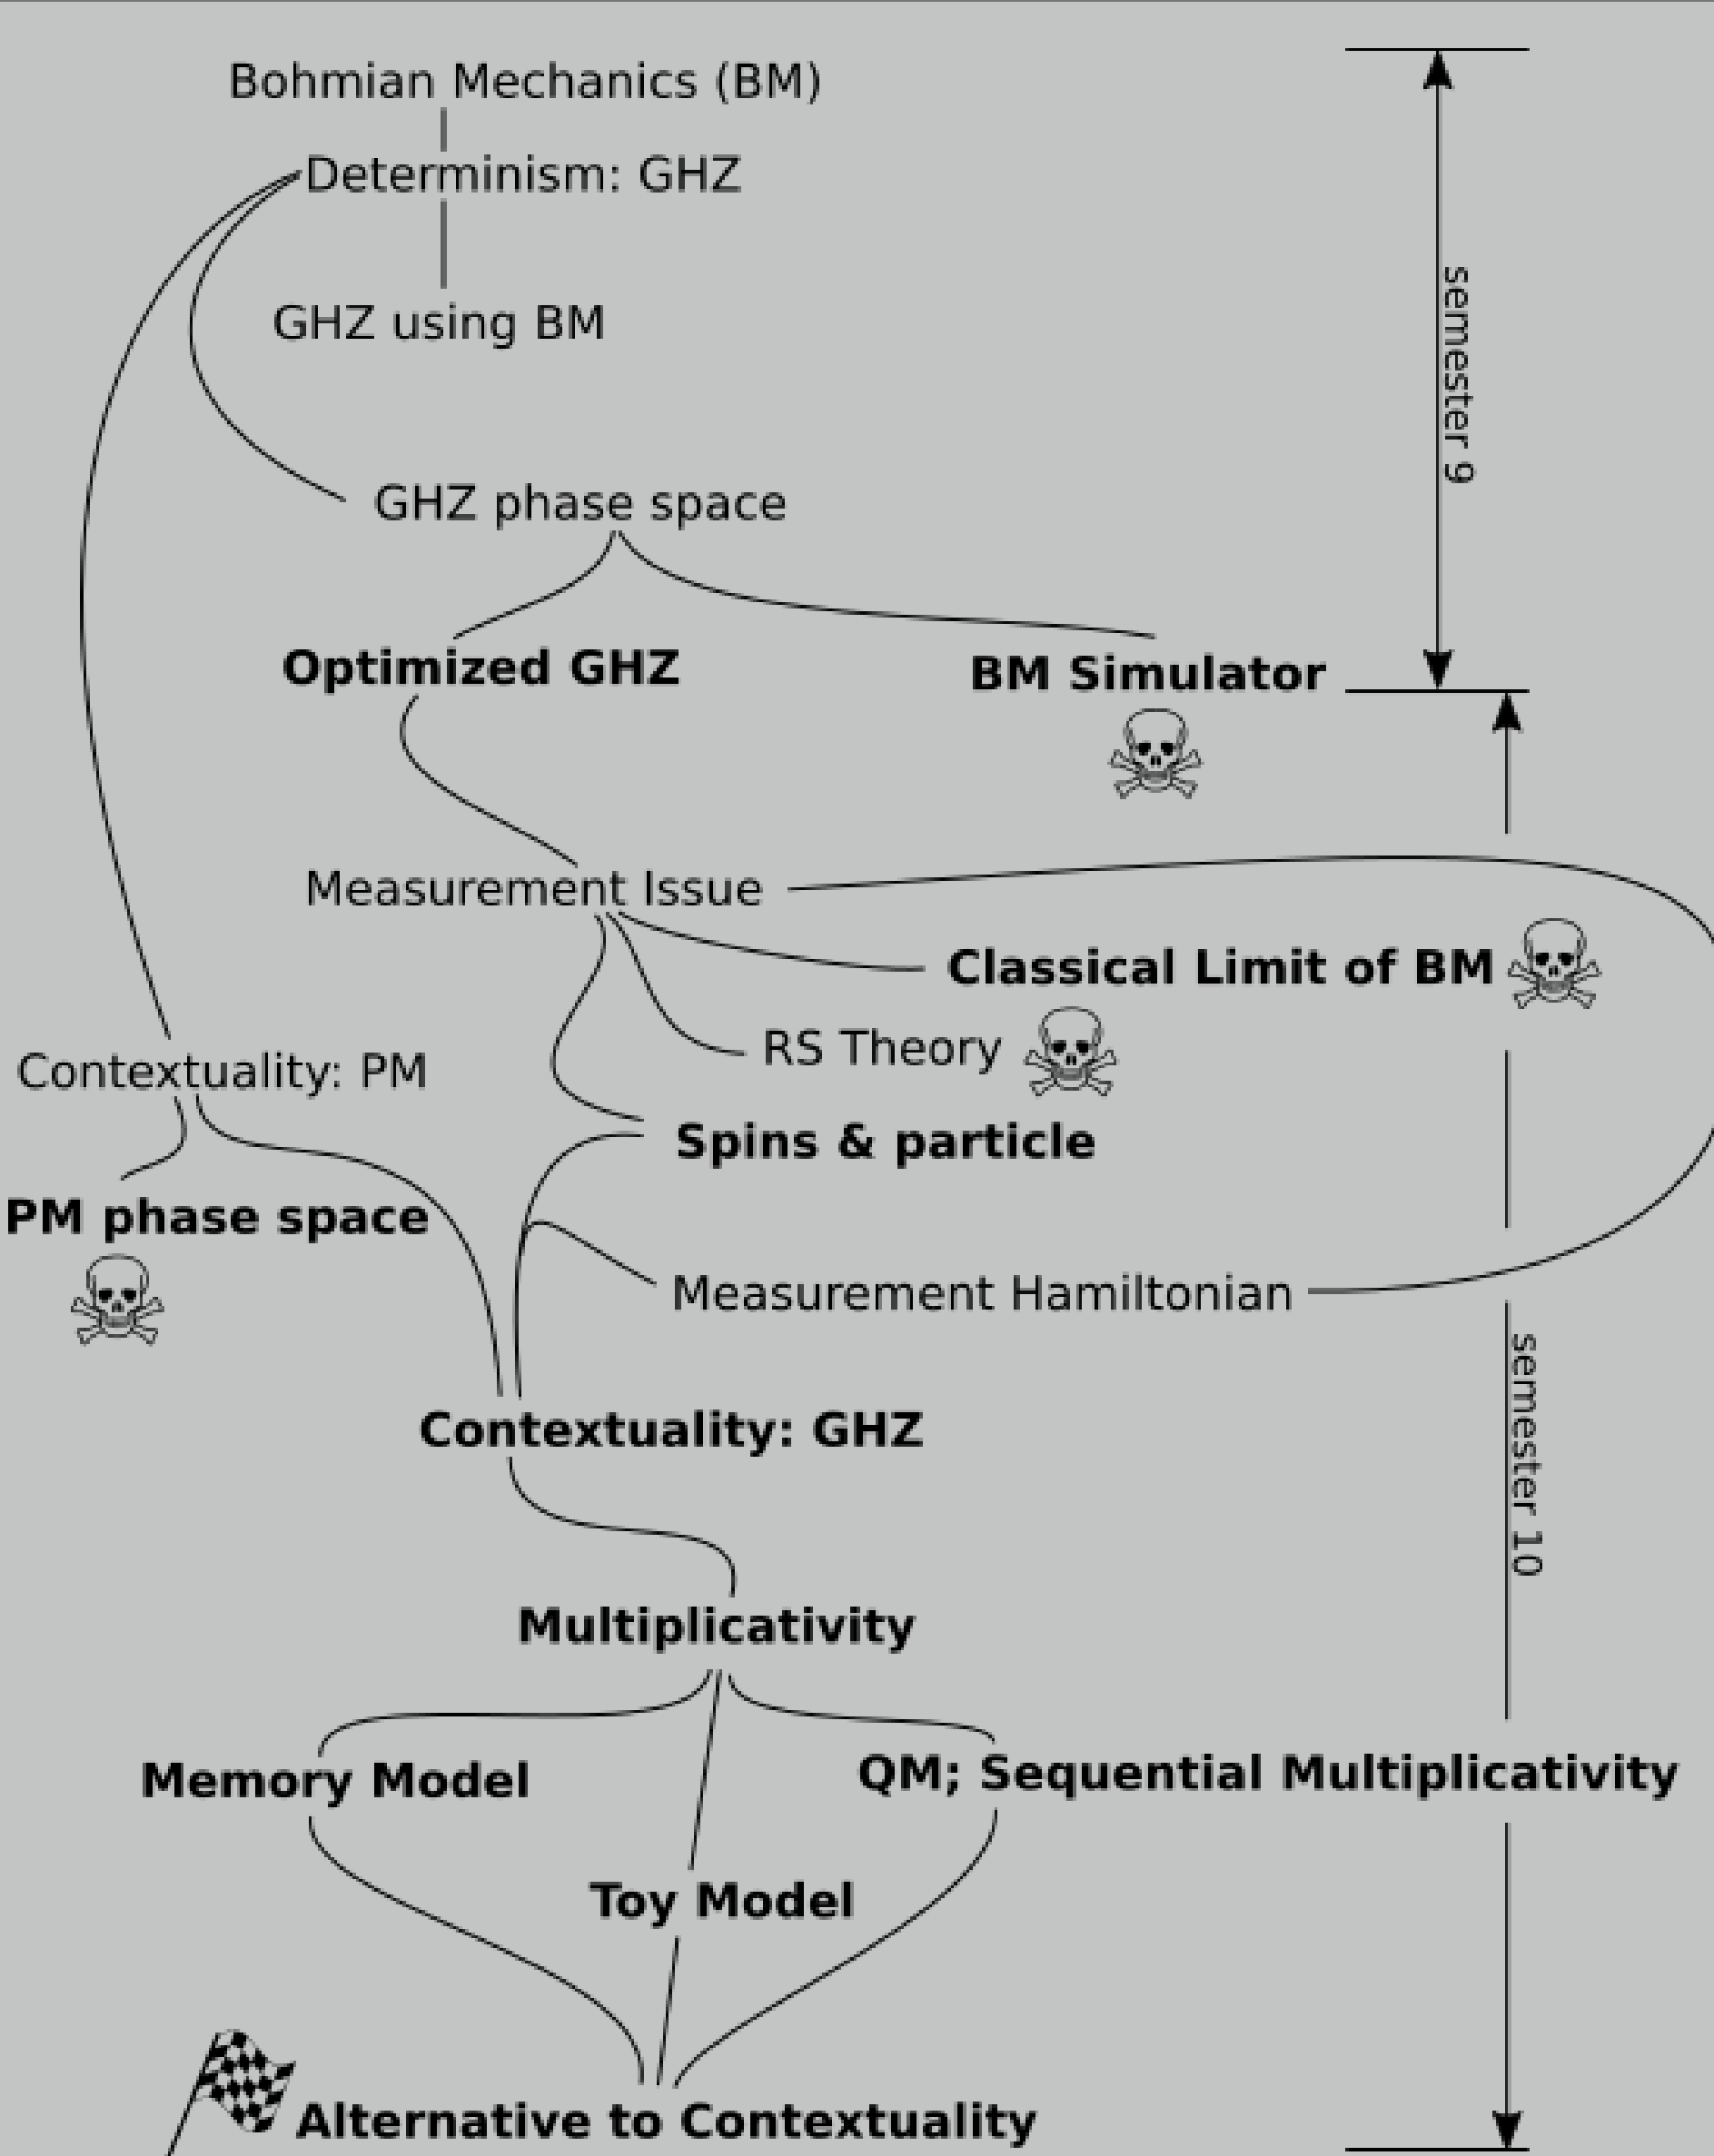 Bohmian Mechanics (BM)
Determinism: GHZ
GHZ using BM
semester 9
GHZ phase space
Optimized GHZ
BM Simulator
Measurement Issue
Classical Limit of BM
RS Theory
Contextuality: PM
Spins & particle
PM phase space
Measurement Hamiltonian
Contextuality: GHZ
semester 10
Multiplicativity
Memory Model
QM; Sequential Multiplicativity
Toy Model
Alternative to Contextuality